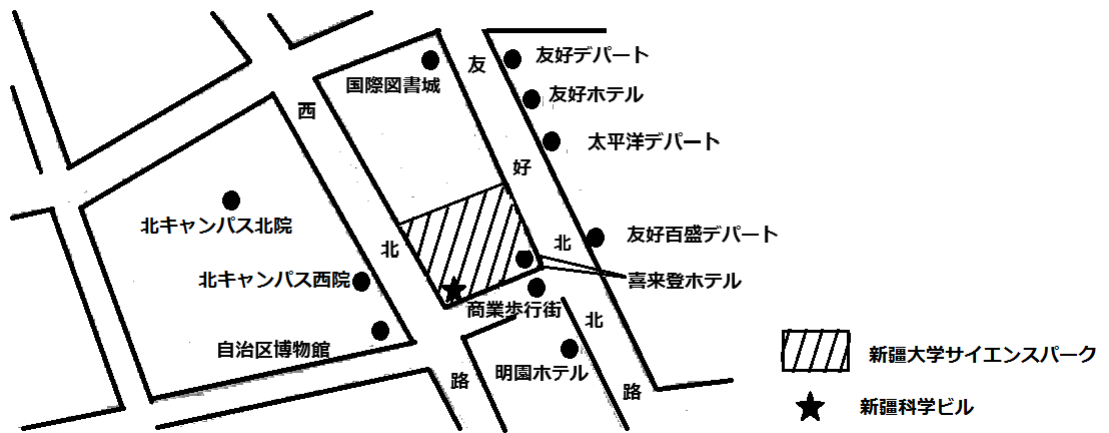 友好デパート
国際図書城
友
友好ホテル
西
太平洋デパート
好
北キャンパス北院
友好百盛デパート
北
北
北キャンパス西院
喜来登ホテル
商業歩行街
北
自治区博物館
新疆大学サイエンスパーク
明園ホテル
路
路
新疆科学ビル